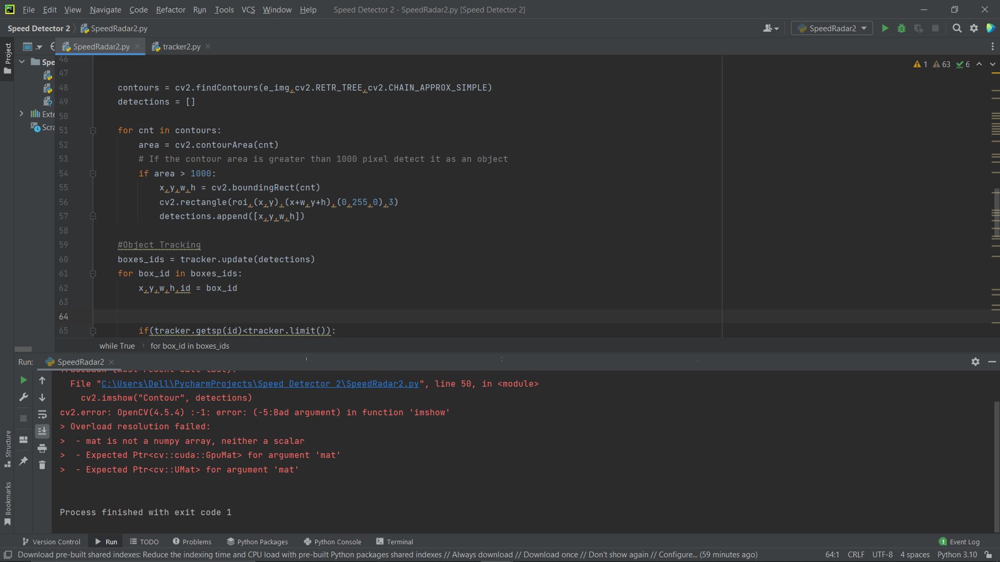 File Edit View Navigate Code Refactor Run Tools VCS Window Help Speed Detector 2 - SpeedRadar2.py [Speed Detector 2]
Speed Detector 2 SpeedRadar2.py SpeedRadar2
Project
SpeedRadar2.py tracker2.py
Spe
Exte
Scra
1 63 6
46
47
48 contours = cv2.findContours(e_img,cv2.RETR_TREE,cv2.CHAIN_APPROX_SIMPLE)
49 detections = []
50
51 for cnt in contours:
52 area = cv2.contourArea(cnt)
53 # If the contour area is greater than 1000 pixel detect it as an object
54 if area > 1000:
55 x,y,w,h = cv2.boundingRect(cnt)
56 cv2.rectangle(roi,(x,y),(x+w,y+h),(0,255,0),3)
57 detections.append([x,y,w,h])
58
59 #Object Tracking
60 boxes_ids = tracker.update(detections)
61 for box_id in boxes_ids:
62 x,y,w,h,id = box_id
63
64
65 if(tracker.getsp(id)<tracker.limit()):
while True › for box_id in boxes_ids
Run: SpeedRadar2
Traceback (most recent call last):
File "C:\Users\Dell\PycharmProjects\Speed Detector 2\SpeedRadar2.py", line 50, in <module>
cv2.imshow("Contour", detections)
cv2.error: OpenCV(4.5.4) :-1: error: (-5:Bad argument) in function 'imshow'
> Overload resolution failed:
>  - mat is not a numpy array, neither a scalar
>  - Expected Ptr<cv::cuda::GpuMat> for argument 'mat'
>  - Expected Ptr<cv::UMat> for argument 'mat'
Process finished with exit code 1
Structure
Bookmarks
Version Control Run TODO Problems Python Packages Python Console Terminal 1 Event Log
Download pre-built shared indexes: Reduce the indexing time and CPU load with pre-built Python packages shared indexes // Always download // Download once // Don't show again // Configure... (59 minutes ago) 64:1 CRLF UTF-8 4 spaces Python 3.10